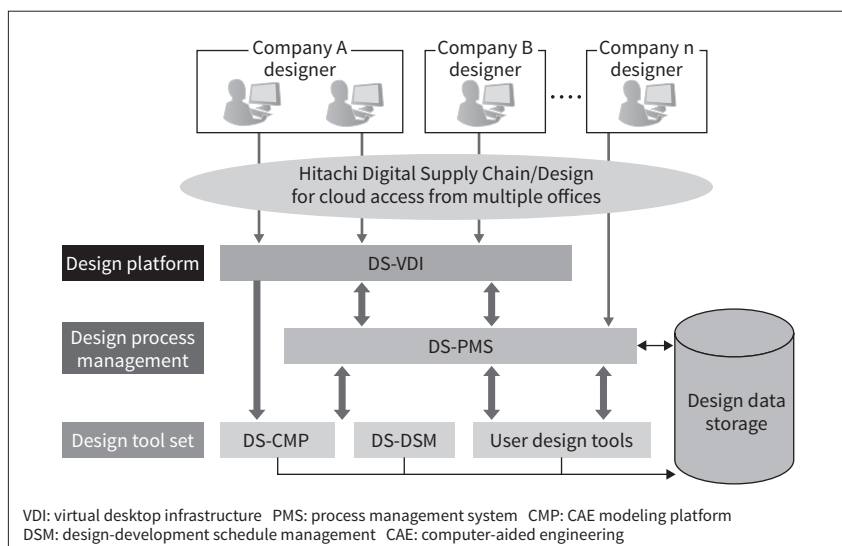 Company A
designer
Company B
designer
Company n
designer
....
Hitachi Digital Supply Chain/Design
for cloud access from multiple offices
Design platform
DS-VDI
Design process
management
DS-PMS
Design data
storage
Design tool set
DS-CMP
DS-DSM
User design tools
VDI: virtual desktop infrastructure PMS: process management system CMP: CAE modeling platform
DSM: design-development schedule management CAE: computer-aided engineering